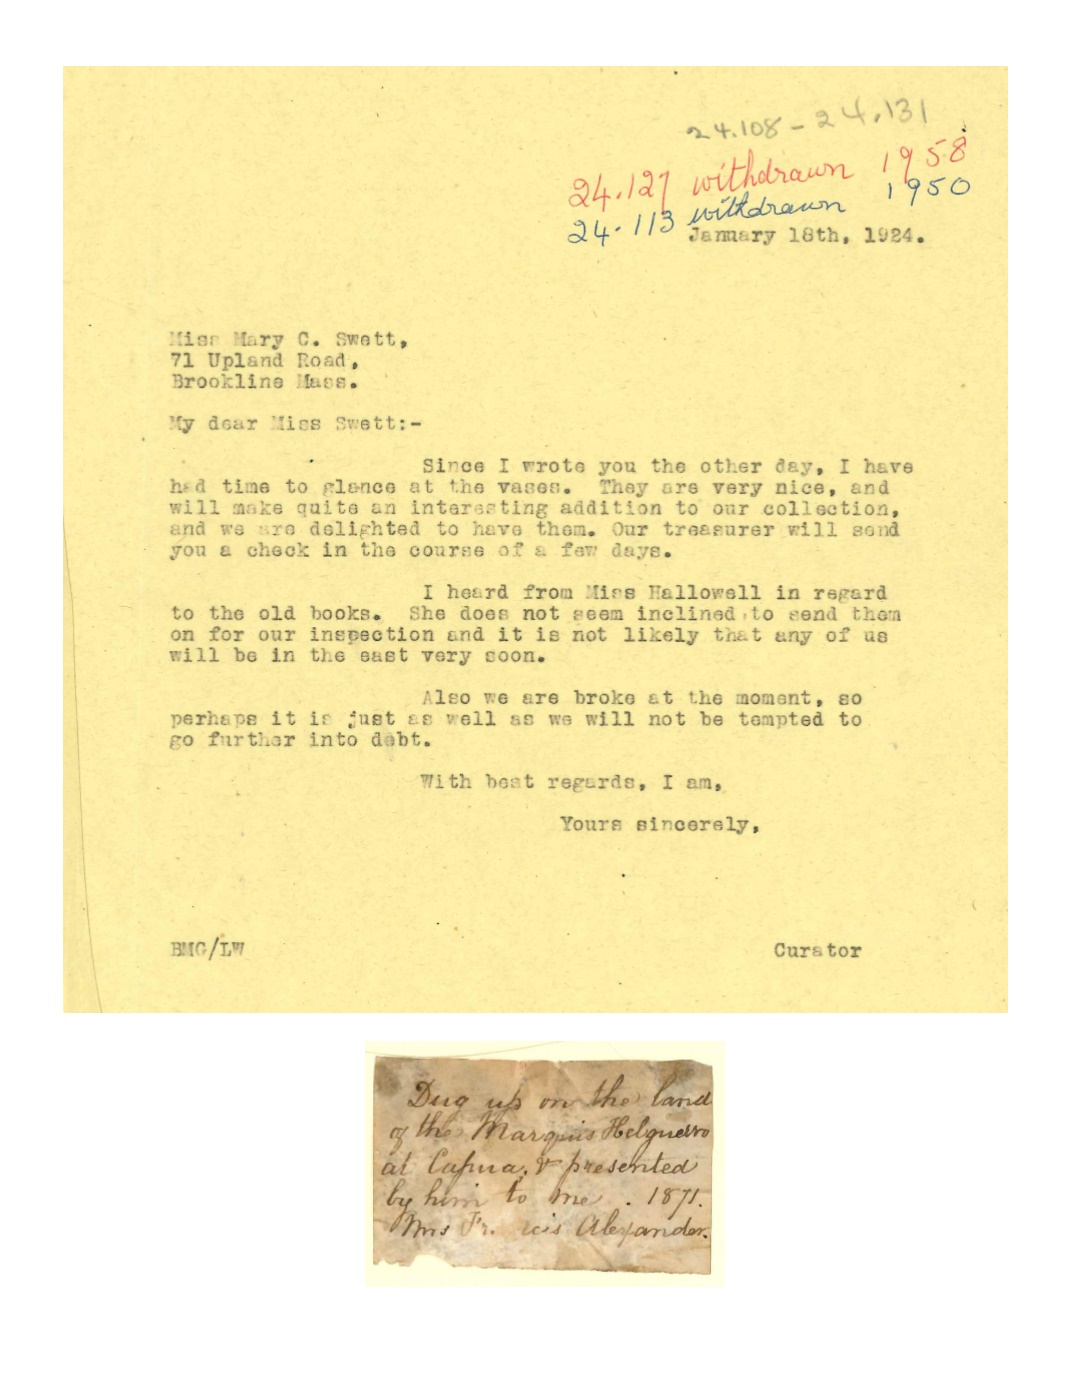 24.108 - 24.131
24.127 withdrawn 1958
24.113 withdrawn 1950
January 18th, 1924.
Miss Mary C. Swett,
71 Upland Road,
Brookline Mass.
My dear Miss Swett:-
Since I wrote you the other day, I have
had time to glance at the vases. They are very nice, and
will make quite an interesting addition to our collection,
and we are delighted to have them. Our treasurer will send
you a check in the course of a few days.
I heard from Miss Hallowell in regard
to the old books. She does not seem inclined to send them
on for our inspection and it is not likely that any of us
will be in the east very soon.
Also we are broke at the moment, so
perhaps it is just as well as we will not be tempted to
go further into debt.
With best regards, I am,
Yours sincerely,
BMG/LW Curator
Dug up on the land
of the Marquis Helguerro
at Capua, & presented
by him to me . 1871.
Mrs Fr. cis Alexander.